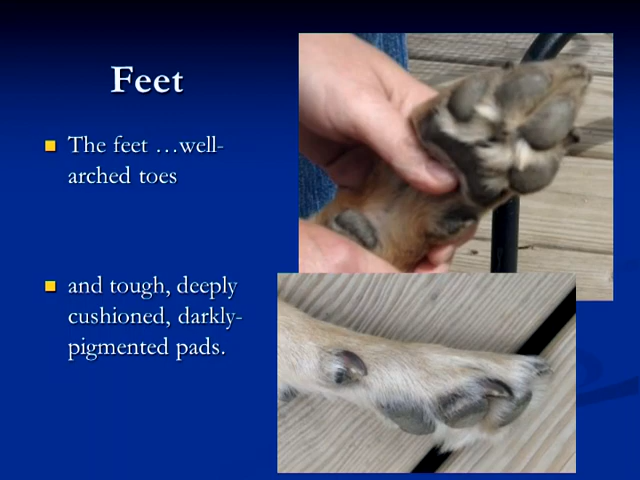 Feet
The feet …well-
arched toes
and tough, deeply
cushioned, darkly-
pigmented pads.